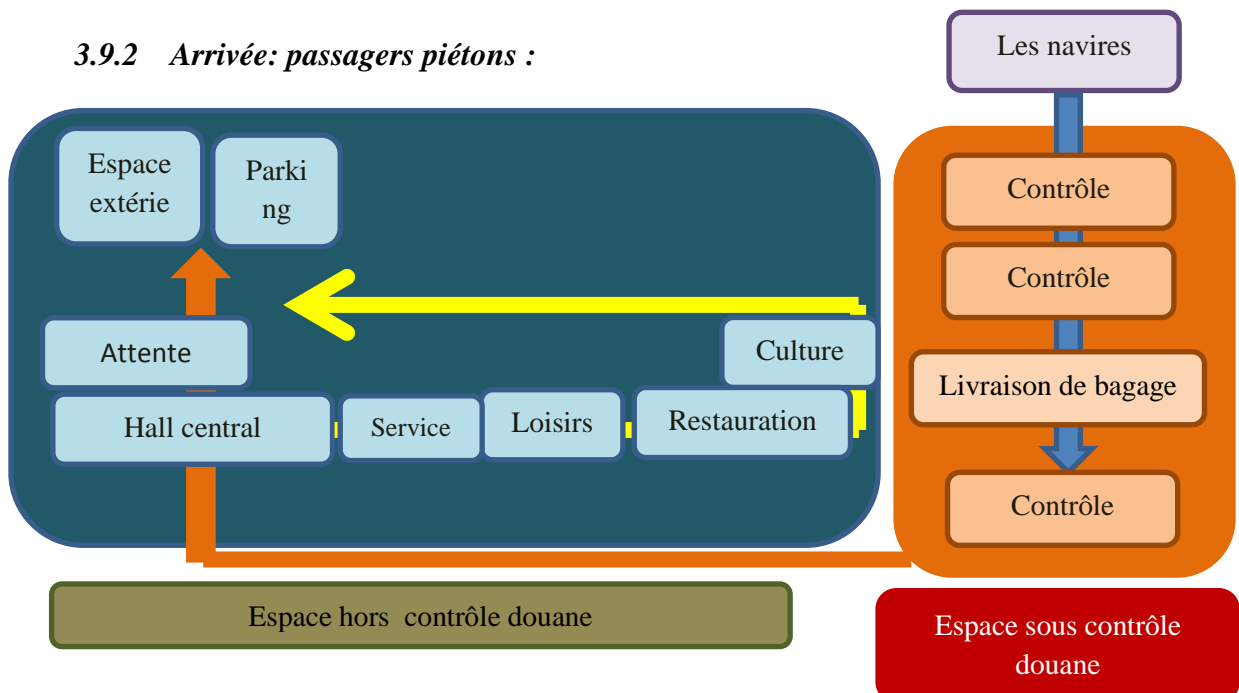 3.9.2 Arrivée: passagers piétons :
Les navires
Espace
extérie
Parki
ng
Contrôle
Contrôle
Attente
Culture
Livraison de bagage
Hall central
Service
Loisirs
Restauration
Contrôle
Espace hors contrôle douane
Espace sous contrôle
douane